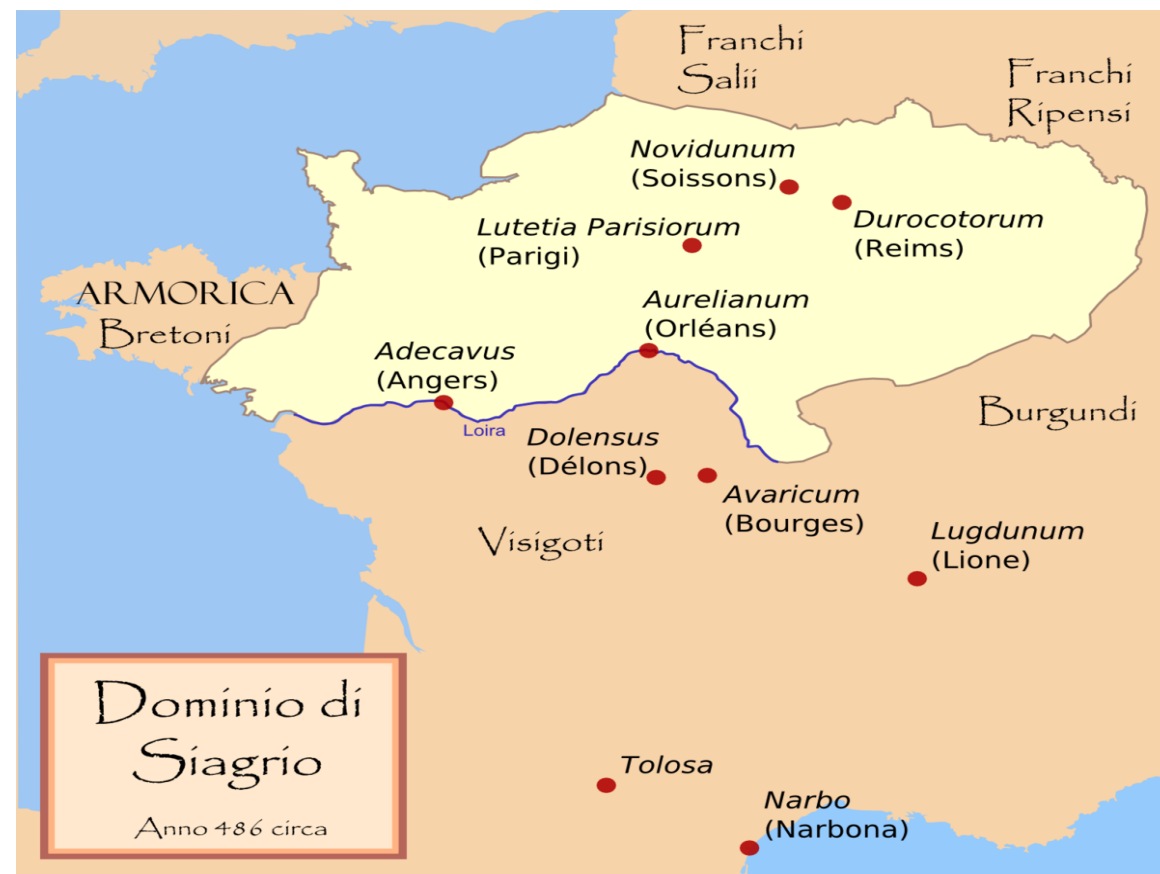 Franchi
Salii
Franchi
Ripensi
Novidunum
(Soissons)
Durocotorum
(Reims)
Lutetia Parisiorum
(Parigi)
ARMORICA
Bretoni
Aurelianum
(Orléans)
Adecavus
(Angers)
Loira
Burgundi
Dolensus
(Délons)
Avaricum
(Bourges)
Visigoti
Lugdunum
(Lione)
Dominio di
Siagrio
Anno 486 circa
Tolosa
Narbo
(Narbona)